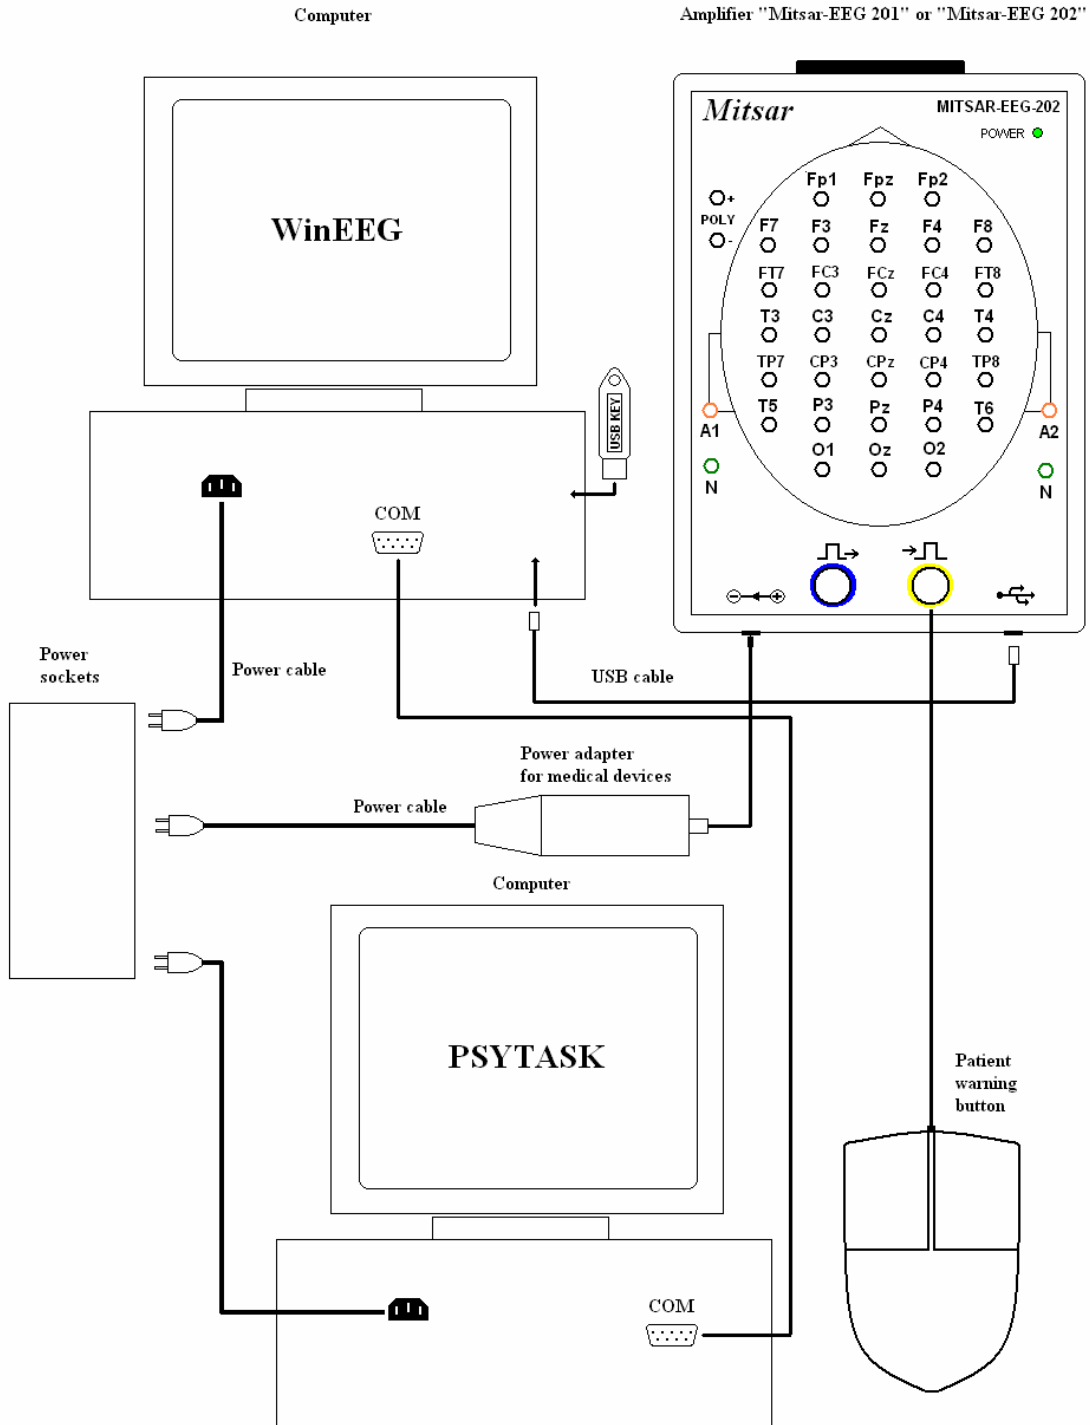 Computer
Amplifier "Mitsar-EEG 201" or "Mitsar-EEG 202"
WinEEG
USB KEY
COM
Mitsar
MITSAR-EEG-202
POWER
Fp1 Fpz Fp2
+
POLY
-
F7 F3 Fz F4 F8
FT7 FC3 FCz FC4 FT8
T3 C3 Cz C4 T4
TP7 CP3 CPz CP4 TP8
T5 P3 Pz P4 T6
A1 A2
O1 Oz O2
N N
Power
sockets
Power cable
USB cable
Power adapter
for medical devices
Power cable
Computer
PSYTASK
Patient
warning
button
COM